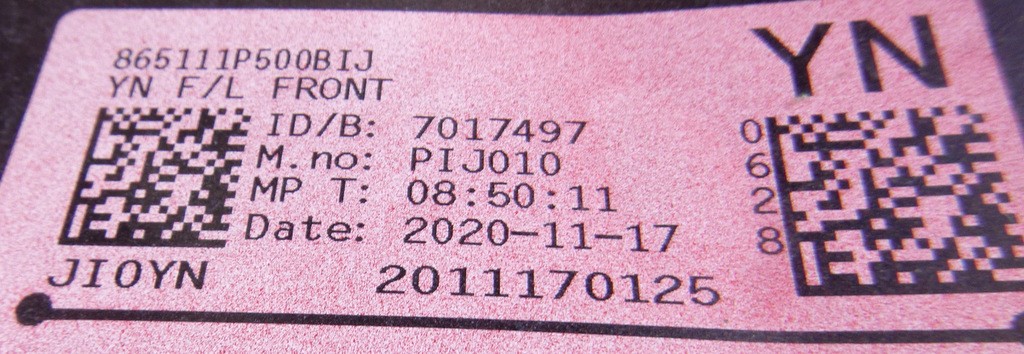 865111P500BIJ
YN F/L FRONT
YN
ID/B: 7017497
M.no: PIJ010
MP T: 08:50:11
Date: 2020-11-17
0
6
2
8
JI0YN
2011170125